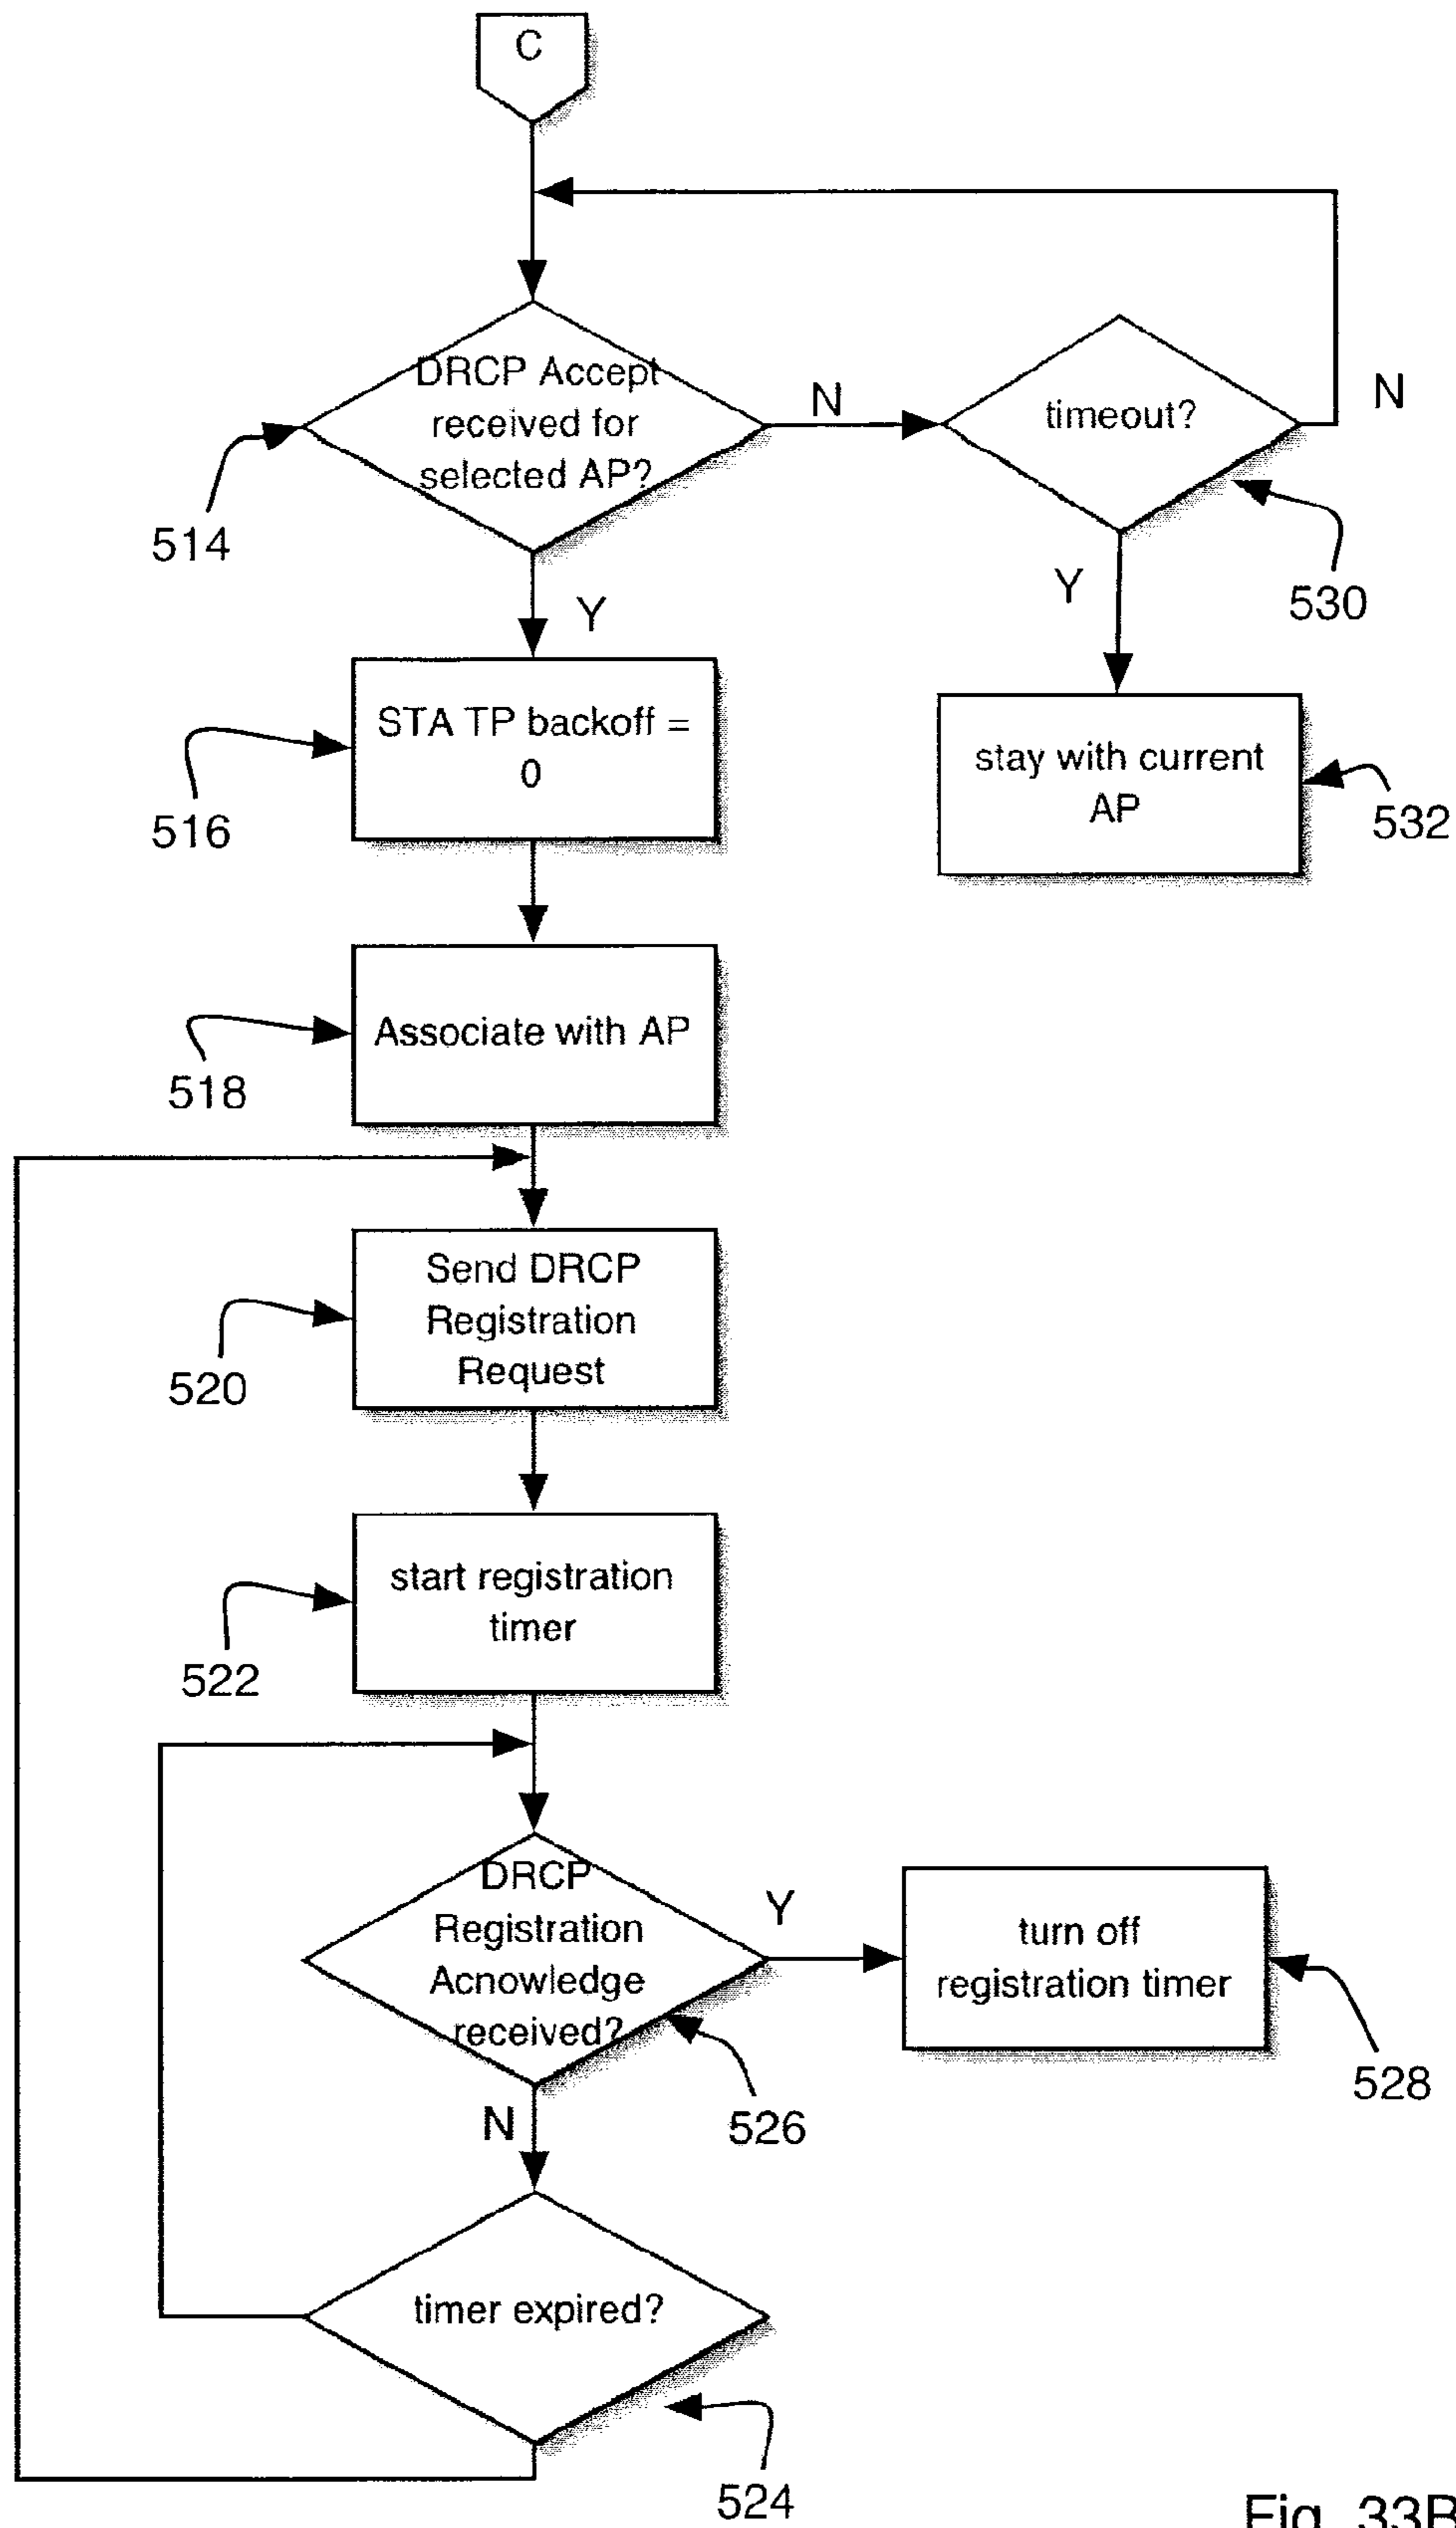 C
DRCP Accept
received for
selected AP?
N
timeout?
N
514
Y
Y
530
STA TP backoff =
0
516
stay with current
AP
532
Associate with AP
518
Send DRCP
Registration
Request
520
start registration
timer
522
DRCP
Registration
Acnowledge
received?
Y
turn off
registration timer
526
528
N
timer expired?
524
Fig. 33B